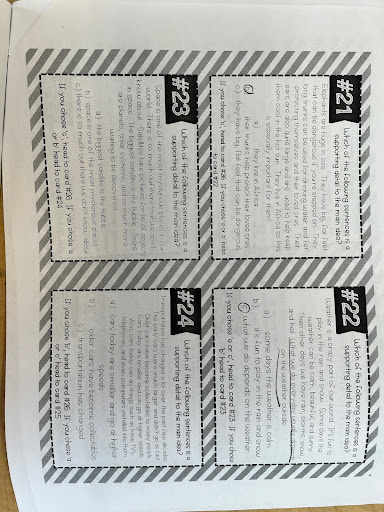 #21
Which of the following sentences is a
supporting detail to the main idea?
Elephants are huge in size. They have big, flat feet
that can be dangerous if you're stepped on. They
long trunks can be used for drinking water and for
protecting themselves and their loved ones. Their
ears are also quite large and are used to help keep
them cool in the hot sun. They live in Africa so this
is especially important for them!
a.) they live in Africa
their trunks help protect their loved ones
c.) they have big, flat feet that can be dangerous
If you chose 'b', head to card #26 If you chose 'a or c' head
to card #22
#22
Which of the following sentences is a
supporting detail to the main idea?
Weather is a crazy part of our world. It's fun to
play in the rain and snow. Some days the
weather can be calm, beautiful, and sunny.
Then other days we have rain, storms, snow,
and hail. What we do everyday usually depends
on the weather outside.
a.) some days the weather is calm
b.) it's fun to play in the rain and snow
c.) what we do depends on the weather
If you chose 'a or c', head to card #23 If you chose
'b' head to card #23
#23
Which of the following sentences is a
supporting detail to the main idea?
Space is one of the most mysterious places in our
world. There is so much out there that we don't
know about. Satellites take pictures for us of objects
in space. The biggest satellite is the Hubble. There
are planets, solar systems, and so much more
waiting to be discovered.
a.) the biggest satellite is the Hubble
b.) space is one of the most mysterious places
c.) there is so much out there we don't know about
If you chose 'c', head to card #26 If you chose 'a
or b' head to card #24
#24
Which of the following sentences is a
supporting detail to the main idea?
Transportation has changed a lot over the past few decades.
The early cars were much larger and didn't go as fast.
Older cars have become collectables to many people.
Cars today are smaller and can go at higher speeds.
Also, cars today can do things such as have TVs,
telephones, and even computers installed into them.
a.) cars today are smaller and go at higher
speeds
b.) older cars have become collectables
c.) transportation has changed
If you chose 'b', head to card #26 If you chose 'a
or c' head to card #25